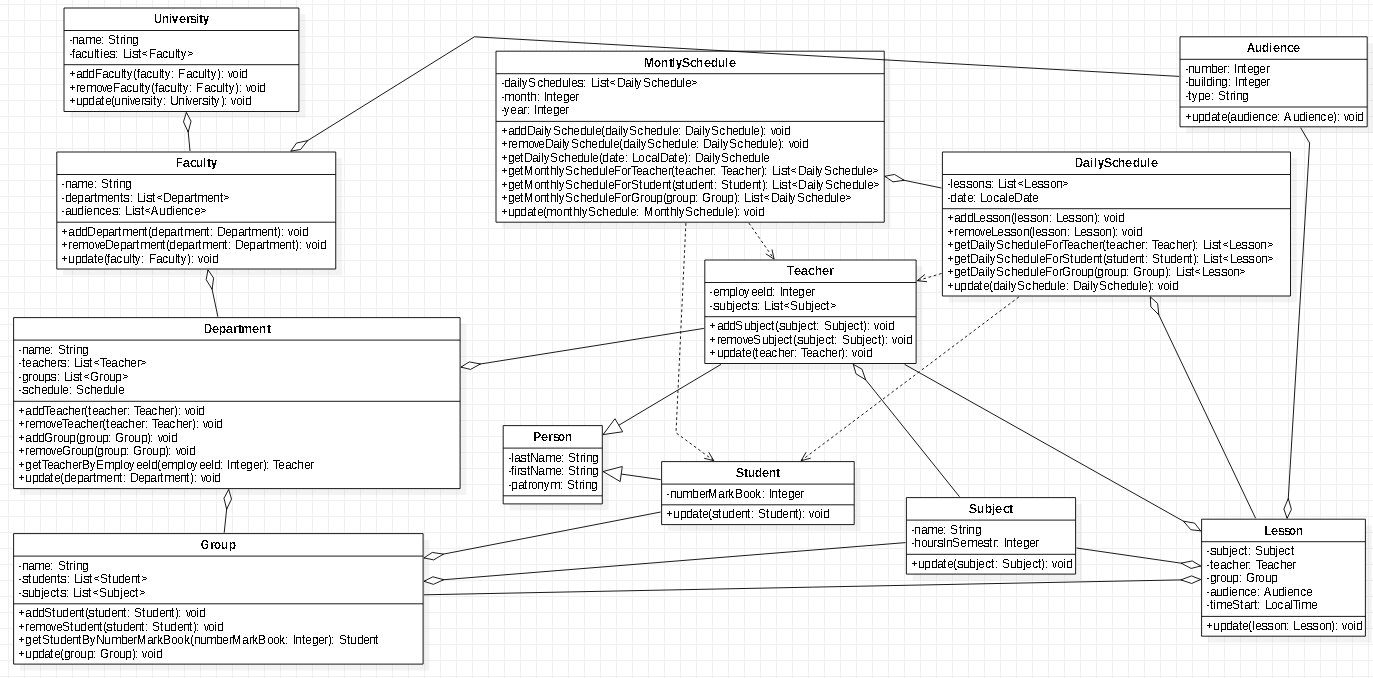 University
-name: String
-faculties: List<Faculty>
+addFaculty(faculty: Faculty): void
+removeFaculty(faculty: Faculty): void
+update(university: University): void
MontlySchedule
-dailySchedules: List<DailySchedule>
-month: Integer
-year: Integer
+addDailySchedule(dailySchedule: DailySchedule): void
+removeDailySchedule(dailySchedule: DailySchedule): void
+getDailySchedule(date: LocalDate): DailySchedule
+getMonthlyScheduleForTeacher(teacher: Teacher): List<DailySchedule>
+getMonthlyScheduleForStudent(student: Student): List<DailySchedule>
+getMonthlyScheduleForGroup(group: Group): List<DailySchedule>
+update(monthlySchedule: MonthlySchedule): void
Audience
-number: Integer
-building: Integer
-type: String
+update(audience: Audience): void
Faculty
-name: String
-departments: List<Department>
-audiences: List<Audience>
+addDepartment(department: Department): void
+removeDepartment(department: Department): void
+update(faculty: Faculty): void
DailySchedule
-lessons: List<Lesson>
-date: LocaleDate
+addLesson(lesson: Lesson): void
+removeLesson(lesson: Lesson): void
+getDailyScheduleForTeacher(teacher: Teacher): List<Lesson>
+getDailyScheduleForStudent(student: Student): List<Lesson>
+getDailyScheduleForGroup(group: Group): List<Lesson>
+update(dailySchedule: DailySchedule): void
Teacher
-employeeId: Integer
-subjects: List<Subject>
+addSubject(subject: Subject): void
+removeSubject(subject: Subject): void
+update(teacher: Teacher): void
Department
-name: String
-teachers: List<Teacher>
-groups: List<Group>
-schedule: Schedule
+addTeacher(teacher: Teacher): void
+removeTeacher(teacher: Teacher): void
+addGroup(group: Group): void
+removeGroup(group: Group): void
+getTeacherByEmployeeId(employeeId: Integer): Teacher
+update(department: Department): void
Person
-lastName: String
-firstName: String
-patronym: String
Student
-numberMarkBook: Integer
+update(student: Student): void
Subject
-name: String
-hoursInSemestr: Integer
+update(subject: Subject): void
Lesson
-subject: Subject
-teacher: Teacher
-group: Group
-audience: Audience
-timeStart: LocalTime
+update(lesson: Lesson): void
Group
-name: String
-students: List<Student>
-subjects: List<Subject>
+addStudent(student: Student): void
+removeStudent(student: Student): void
+getStudentByNumberMarkBook(numberMarkBook: Integer): Student
+update(group: Group): void